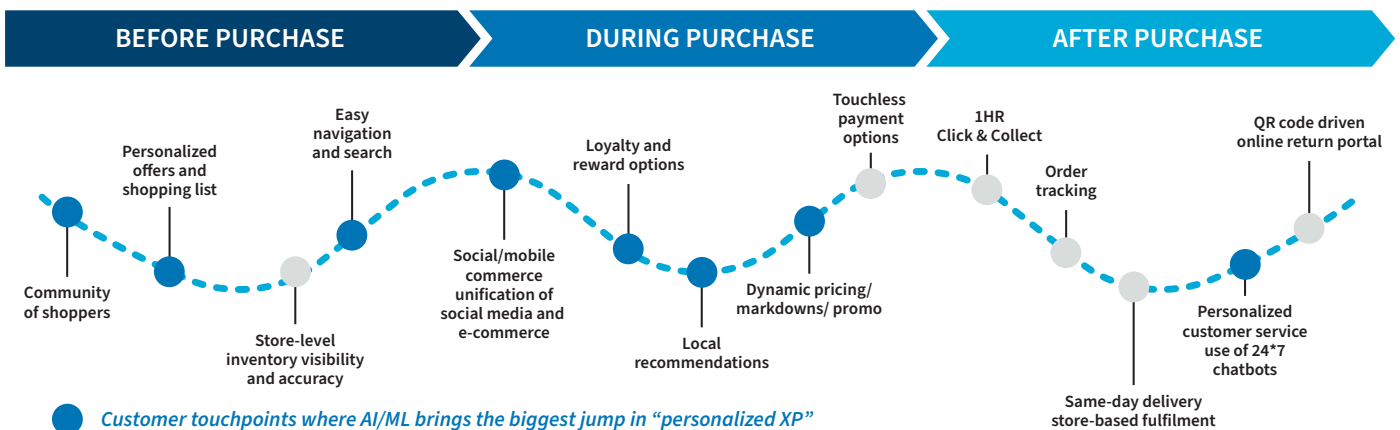 BEFORE PURCHASE
DURING PURCHASE
AFTER PURCHASE
Community
of shoppers
Personalized
offers and
shopping list
Store-level
inventory visibility
and accuracy
Easy
navigation
and search
Social/mobile
commerce
unification of
social media and
e-commerce
Loyalty and
reward options
Local
recommendations
Dynamic pricing/
markdowns/ promo
Touchless
payment
options
1HR
Click & Collect
Order
tracking
Same-day delivery
store-based fulfilment
Personalized
customer service
use of 24*7
chatbots
QR code driven
online return portal
Customer touchpoints where AI/ML brings the biggest jump in “personalized XP”